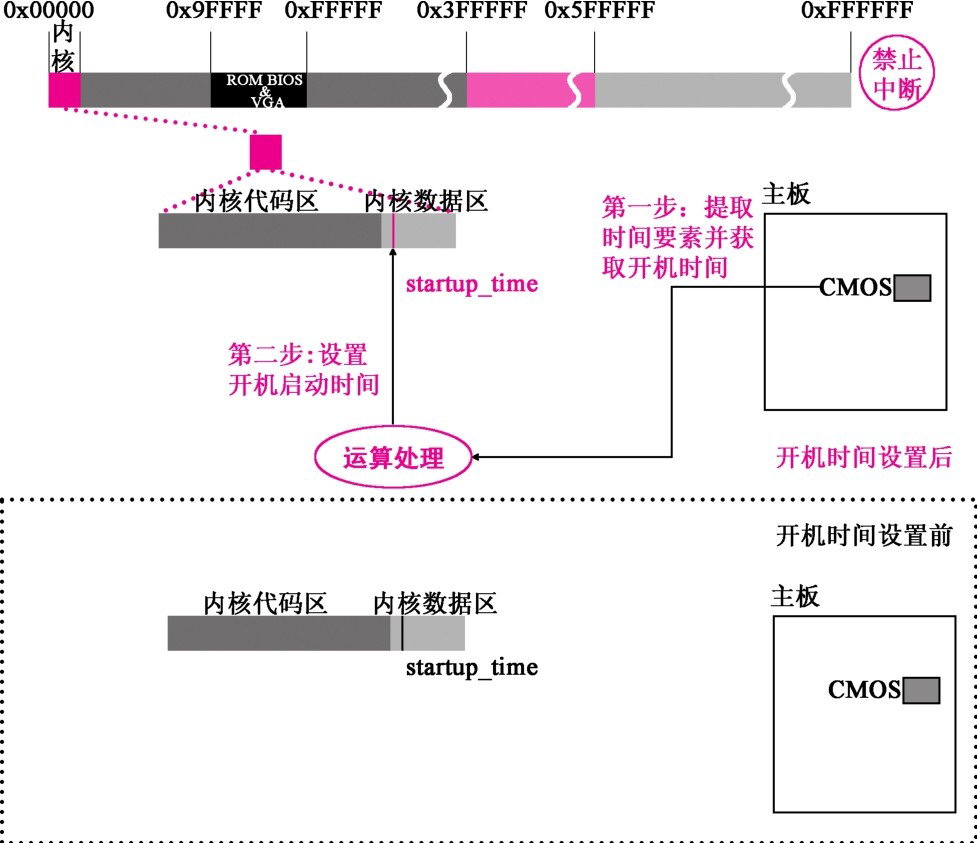 0x00000 0x9FFFF 0xFFFFF 0x3FFFFF 0x5FFFFF 0xFFFFFF
内
核
ROM BIOS
&
VGA
禁止
中断
内核代码区 内核数据区
startup_time
第一步：提取
时间要素并获
取开机时间
主板
CMOS
第二步:设置
开机启动时间
运算处理
开机时间设置后
开机时间设置前
内核代码区 内核数据区
startup_time
主板
CMOS